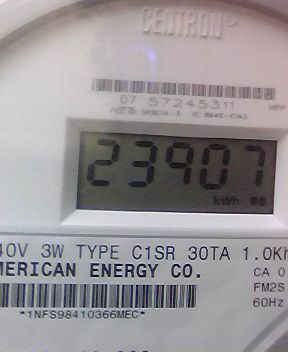 CENTRON
07 57245311
23907
kWh
40V 3W TYPE C1SR 30TA 1.0Kh
MERICAN ENERGY CO.
CA 0
FM2S
60Hz
*1NFS98410366MEC*